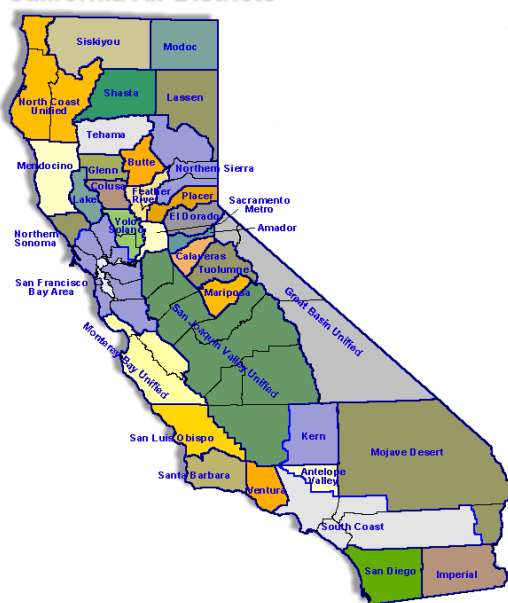 California Air Districts
Siskiyou
Modoc
North Coast
Unified
Shasta
Lassen
Tehama
Mendocino
Glenn
Butte
Northern Sierra
Colusa
Feather
River
Lake
Placer
Sacramento
Metro
Yolo
Solano
El Dorado
Amador
Northern
Sonoma
Calaveras
Tuolumne
San Francisco
Bay Area
Mariposa
Great Basin Unified
San Joaquin Valley Unified
Monterey Bay Unified
San Luis Obispo
Kern
Mojave Desert
Santa Barbara
Antelope
Valley
Ventura
South Coast
San Diego
Imperial